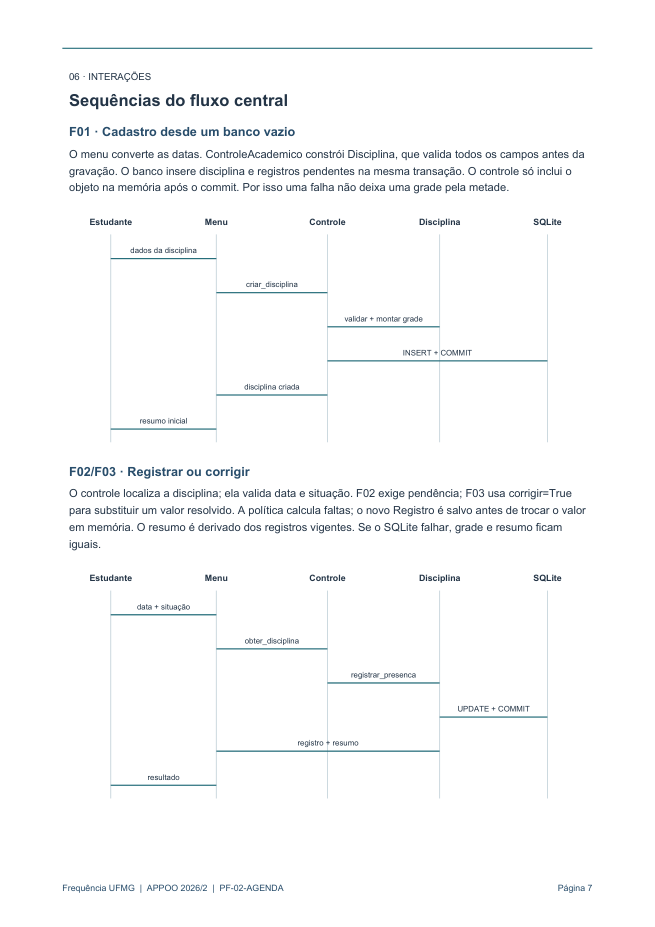 06 · INTERAÇÕES
Sequências do fluxo central
F01 · Cadastro desde um banco vazio
O menu converte as datas. ControleAcademico constrói Disciplina, que valida todos os campos antes da
gravação. O banco insere disciplina e registros pendentes na mesma transação. O controle só inclui o
objeto na memória após o commit. Por isso uma falha não deixa uma grade pela metade.
Estudante Menu Controle Disciplina SQLite
dados da disciplina
criar_disciplina
validar + montar grade
INSERT + COMMIT
disciplina criada
resumo inicial
F02/F03 · Registrar ou corrigir
O controle localiza a disciplina; ela valida data e situação. F02 exige pendência; F03 usa corrigir=True
para substituir um valor resolvido. A política calcula faltas; o novo Registro é salvo antes de trocar o valor
em memória. O resumo é derivado dos registros vigentes. Se o SQLite falhar, grade e resumo ficam
iguais.
Estudante Menu Controle Disciplina SQLite
data + situação
obter_disciplina
registrar_presenca
UPDATE + COMMIT
registro + resumo
resultado
Frequência UFMG | APPOO 2026/2 | PF-02-AGENDA Página 7